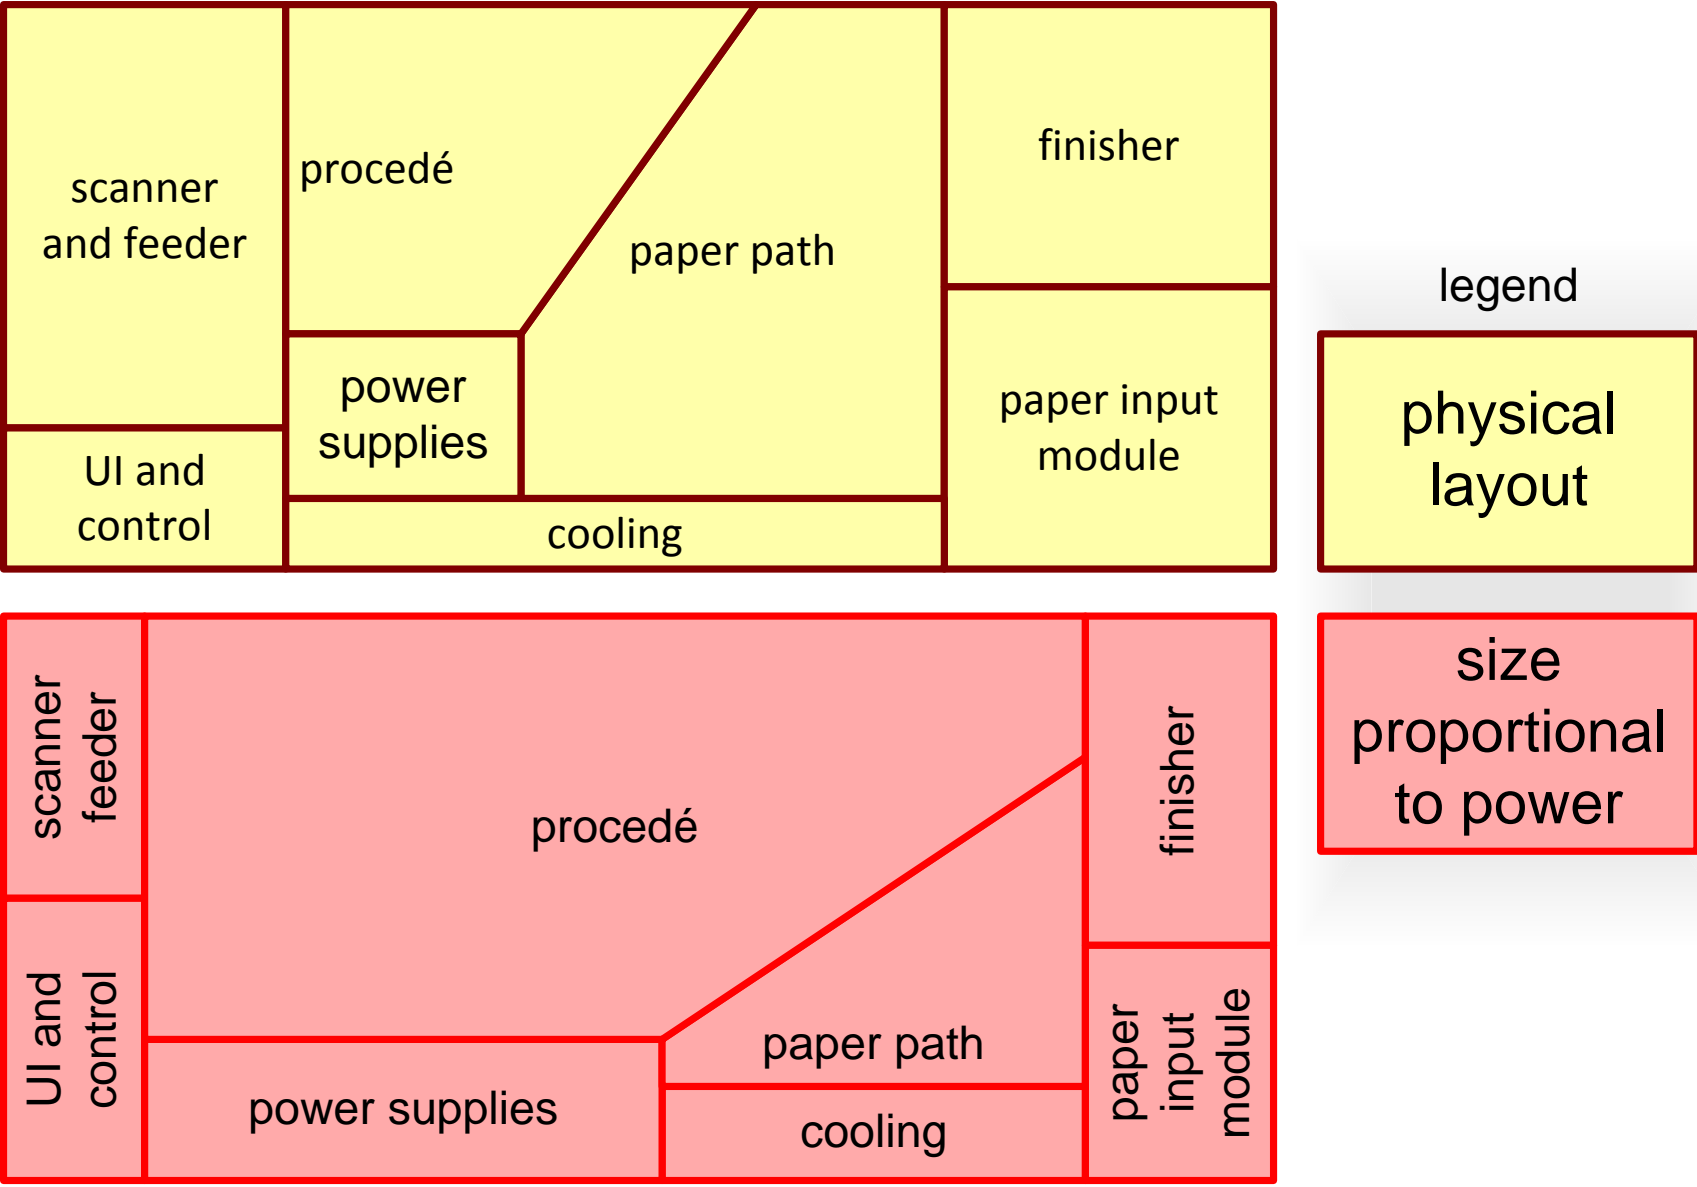 scanner
and feeder
procedé
paper path
finisher
power
supplies
paper input
module
UI and
control
cooling
legend
physical
layout
size
proportional
to power
scanner
feeder
procedé
finisher
UI and
control
power supplies
paper path
cooling
paper
input
module